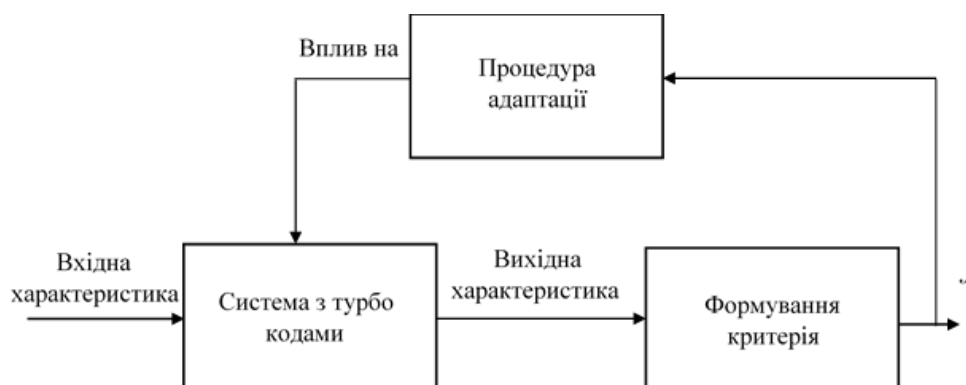 Вплив на
Процедура
адаптації
Вхідна
характеристика
Система з турбо
кодами
Вихідна
характеристика
Формування
критерія